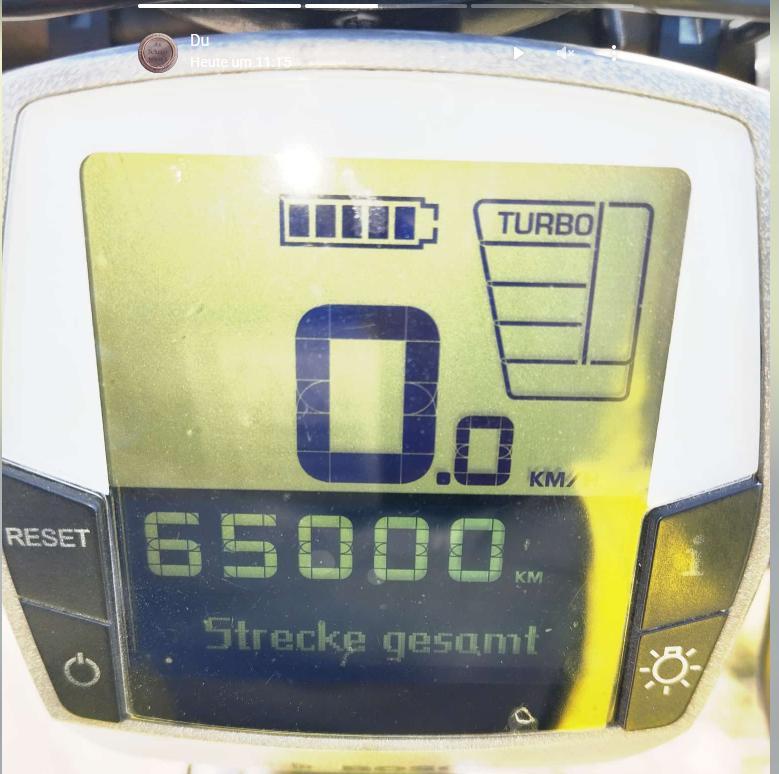 Du
Heute um 11:15
TURBO
0.0
KM/
65000 KM
RESET
i
Strecke gesamt